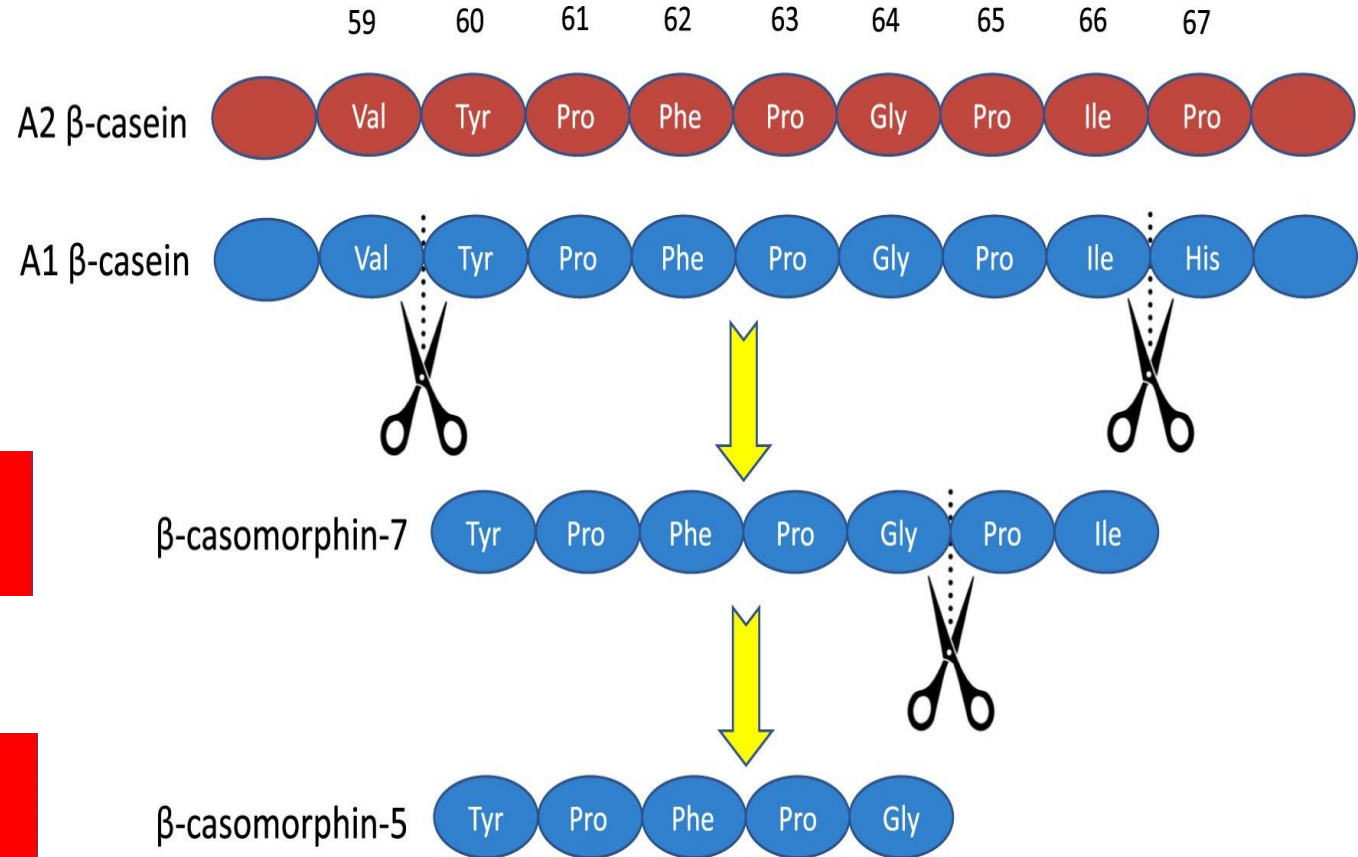 59 60 61 62 63 64 65 66 67
A2 β-casein Val Tyr Pro Phe Pro Gly Pro Ile Pro
A1 β-casein Val Tyr Pro Phe Pro Gly Pro Ile His
β-casomorphin-7 Tyr Pro Phe Pro Gly Pro Ile
β-casomorphin-5 Tyr Pro Phe Pro Gly